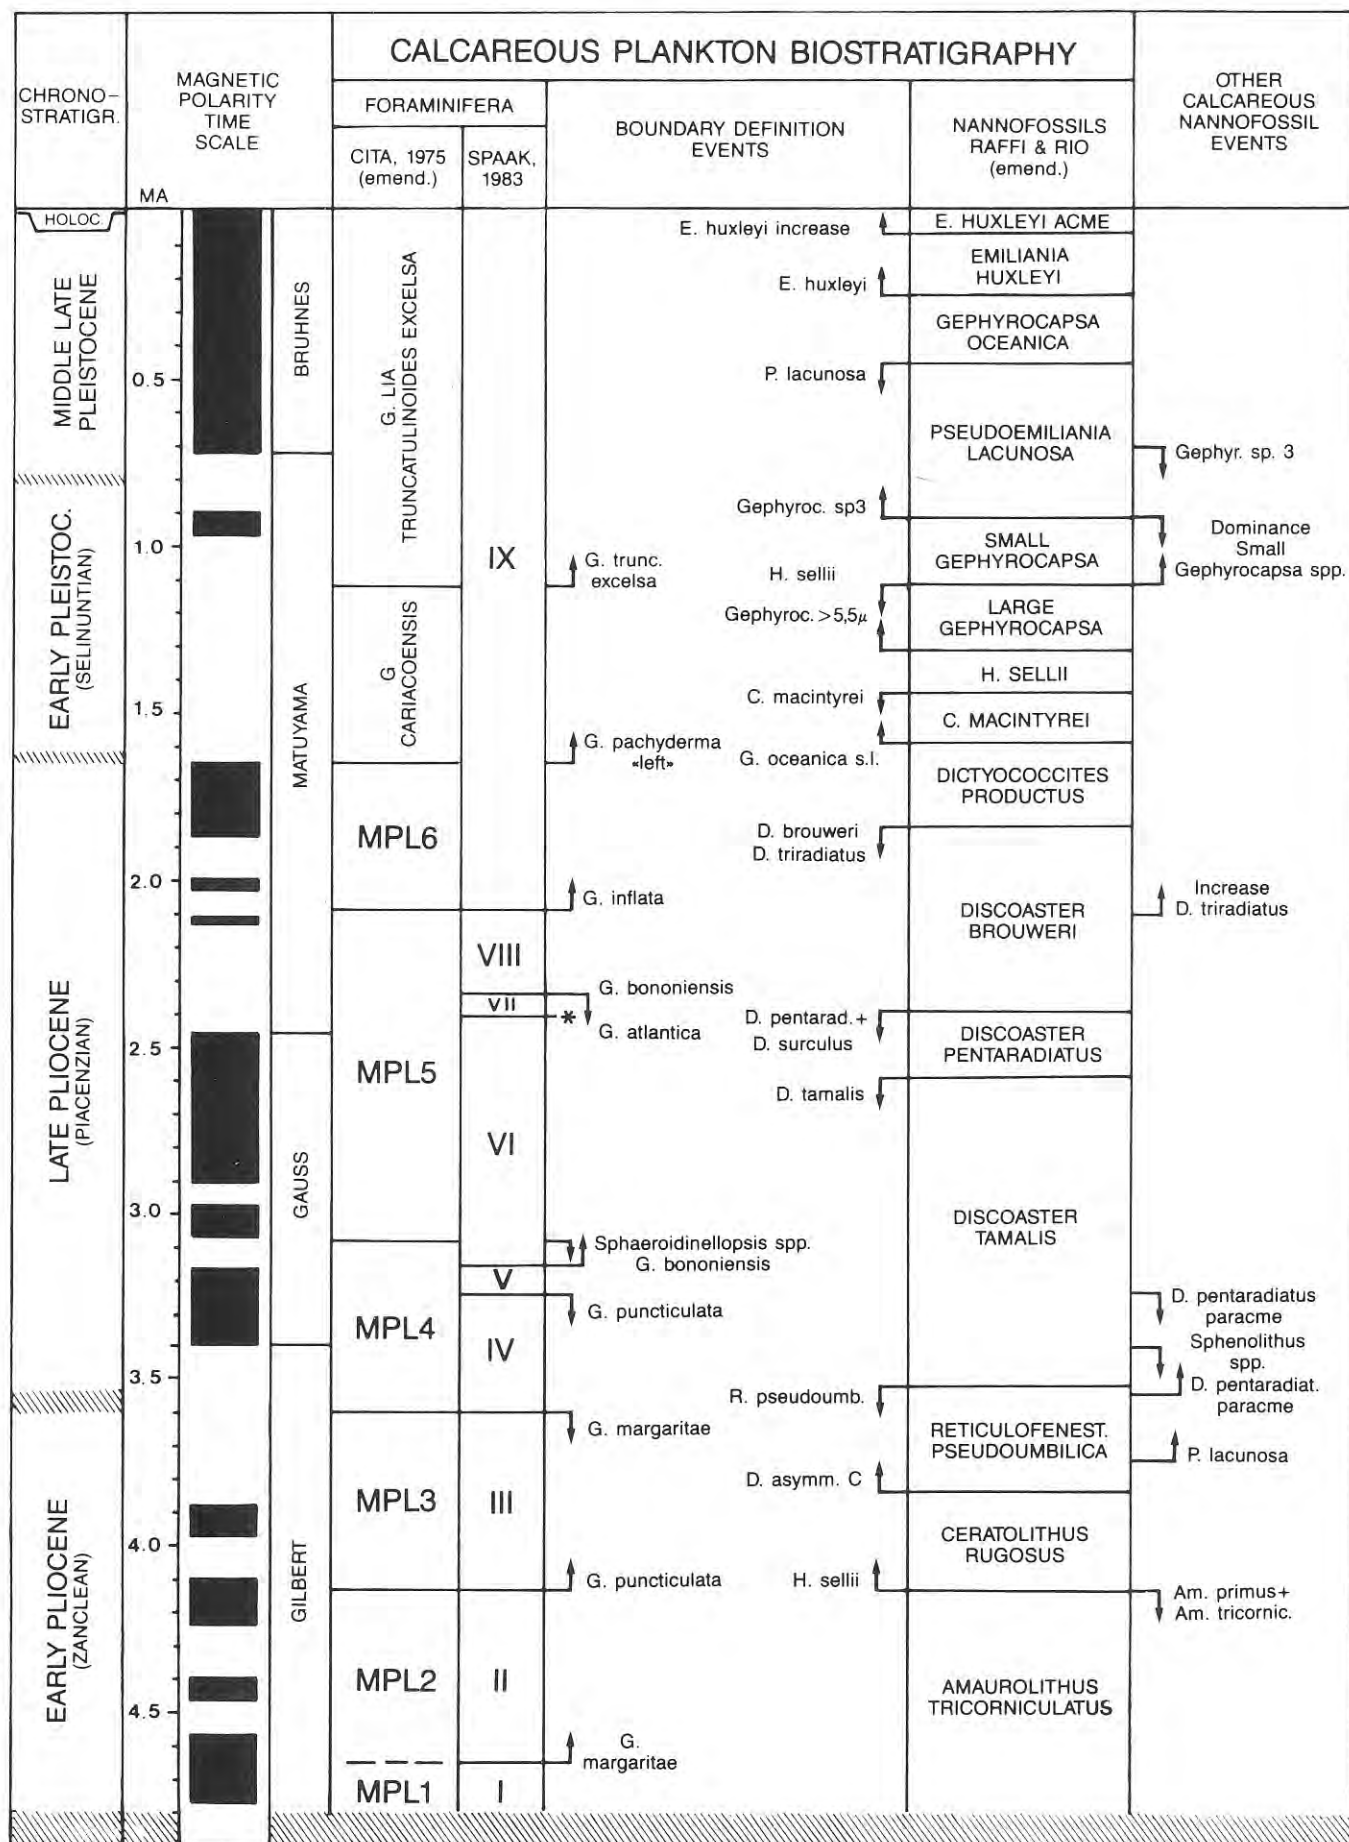 CALCAREOUS PLANKTON BIOSTRATIGRAPHY
CHRONO-
STRATIGR.
MAGNETIC
POLARITY
TIME
SCALE
MA
FORAMINIFERA
CITA, 1975
(emend.)
SPAAK,
1983
BOUNDARY DEFINITION
EVENTS
NANNOFOSSILS
RAFFI & RIO
(emend.)
OTHER
CALCAREOUS
NANNOFOSSIL
EVENTS
HOLOC.
MIDDLE LATE
PLEISTOCENE
EARLY PLEISTOC.
(SELINUNTIAN)
LATE PLIOCENE
(PIACENZIAN)
EARLY PLIOCENE
(ZANCLEAN)
0.5
1.0
1.5
2.0
2.5
3.0
3.5
4.0
4.5
BRUHNES
MATUYAMA
GAUSS
GILBERT
G. LIA
TRUNCATULINOIDES EXCELSA
G
CARIACOENSIS
MPL6
MPL5
MPL4
MPL3
MPL2
MPL1
IX
VIII
VII
VI
V
IV
III
II
I
G. trunc.
excelsa
G. pachyderma
«left»
G. inflata
G. bononiensis
*
G. atlantica
Sphaeroidinellopsis spp.
G. bononiensis
G. puncticulata
G. margaritae
G. puncticulata
G.
margaritae
E. huxleyi increase
E. huxleyi
P. lacunosa
Gephyroc. sp3
H. sellii
Gephyroc. >5,5μ
C. macintyrei
G. oceanica s.l.
D. brouweri
D. triradiatus
D. pentarad. +
D. surculus
D. tamalis
R. pseudoumb.
D. asymm. C
H. sellii
E. HUXLEYI ACME
EMILIANIA
HUXLEYI
GEPHYROCAPSA
OCEANICA
PSEUDOEMILIANIA
LACUNOSA
SMALL
GEPHYROCAPSA
LARGE
GEPHYROCAPSA
H. SELLII
C. MACINTYREI
DICTYOCOCCITES
PRODUCTUS
DISCOASTER
BROUWERI
DISCOASTER
PENTARADIATUS
DISCOASTER
TAMALIS
RETICULOFENEST.
PSEUDOUMBILICA
CERATOLITHUS
RUGOSUS
AMAUROLITHUS
TRICORNICULATUS
Gephyr. sp. 3
Dominance
Small
Gephyrocapsa spp.
Increase
D. triradiatus
D. pentaradiatus
paracme
Sphenolithus
spp.
D. pentaradiat.
paracme
P. lacunosa
Am. primus+
Am. tricornic.